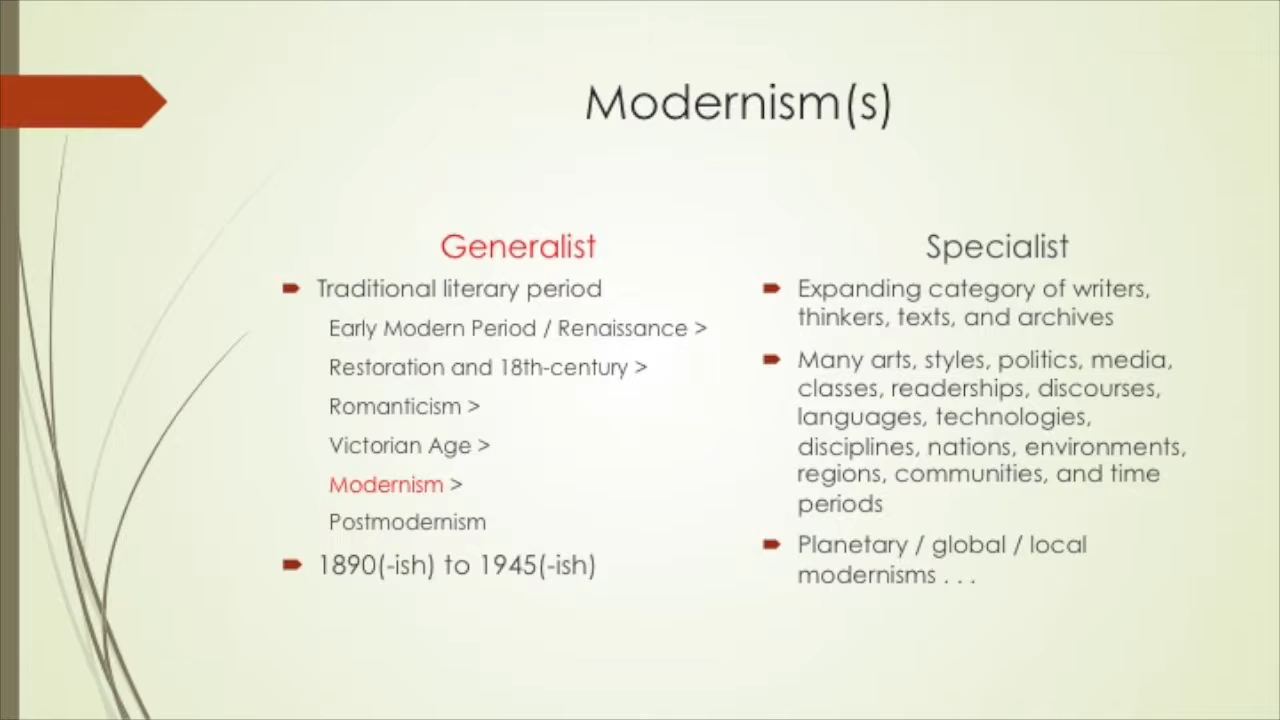 Modernism(s)
Generalist
Traditional literary period
Early Modern Period / Renaissance >
Restoration and 18th-century >
Romanticism >
Victorian Age >
Modernism >
Postmodernism
1890(-ish) to 1945(-ish)
Specialist
Expanding category of writers,
thinkers, texts, and archives
Many arts, styles, politics, media,
classes, readerships, discourses,
languages, technologies,
disciplines, nations, environments,
regions, communities, and time
periods
Planetary / global / local
modernisms . . .